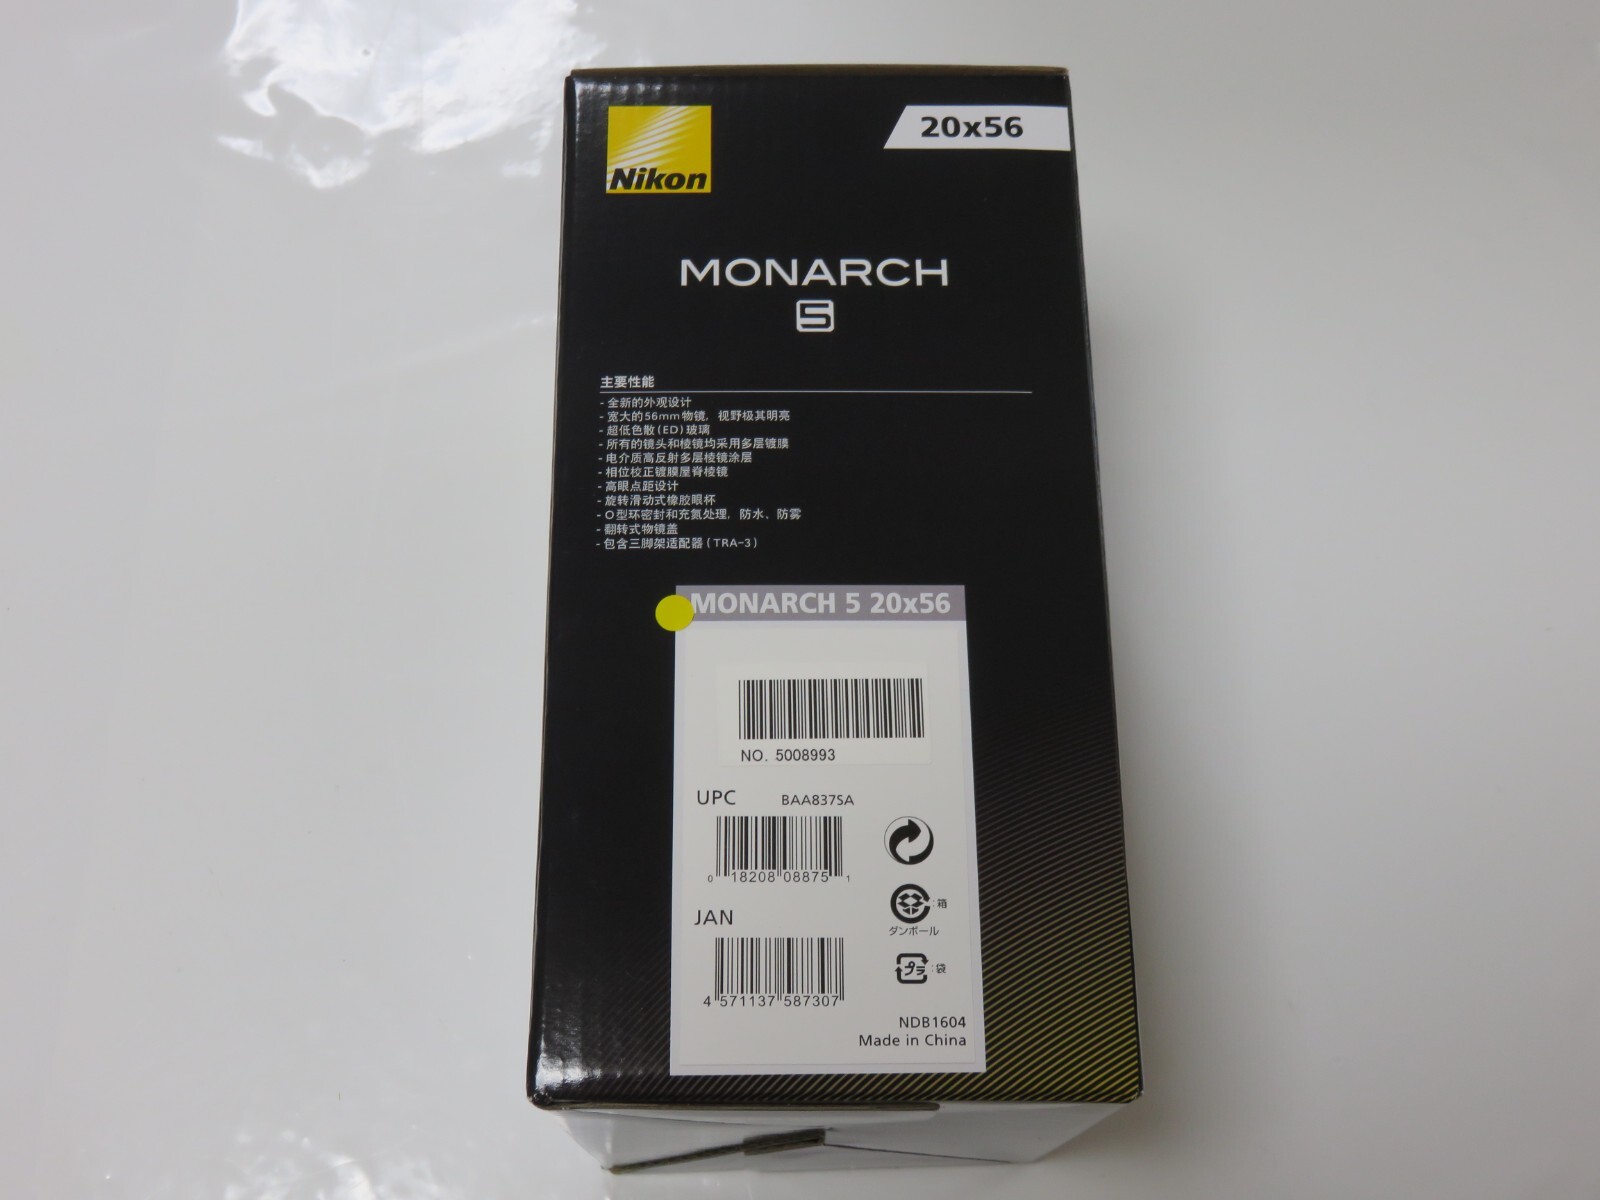 Nikon
20x56
MONARCH
5
主要性能
- 全新的外观设计
- 宽大的56mm物镜，视野极其明亮
- 超低色散(ED)玻璃
- 所有的镜头和棱镜均采用多层镀膜
- 电介质高反射多层棱镜涂层
- 相位校正镀膜屋脊棱镜
- 高眼点距设计
- 旋转滑动式橡胶眼杯
- O型环密封和充氮处理，防水、防雾
- 翻转式物镜盖
- 包含三脚架适配器(TRA-3)
MONARCH 5 20x56
NO. 5008993
UPC BAA837SA
0 18208 08875 1
:箱
ダンボール
JAN
プラ :袋
4 571137 587307
NDB1604
Made in China